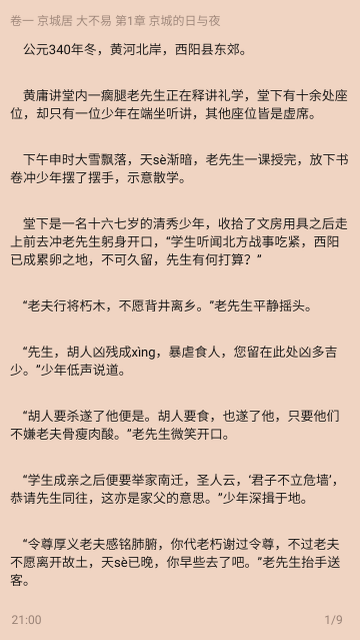 卷一 京城居 大不易 第1章 京城的日与夜
公元340年冬，黄河北岸，西阳县东郊。
黄庸讲堂内一瘸腿老先生正在释讲礼学，堂下有十余处座
位，却只有一位少年在端坐听讲，其他座位皆是虚席。
下午申时大雪飘落，天sè渐暗，老先生一课授完，放下书
卷冲少年摆了摆手，示意散学。
堂下是一名十六七岁的清秀少年，收拾了文房用具之后走
上前去冲老先生躬身开口，“学生听闻北方战事吃紧，西阳
已成累卵之地，不可久留，先生有何打算？”
“老夫行将朽木，不愿背井离乡。”老先生平静摇头。
“先生，胡人凶残成xìng，暴虐食人，您留在此处凶多吉
少。”少年低声说道。
“胡人要杀遂了他便是。胡人要食，也遂了他，只要他们
不嫌老夫骨瘦肉酸。”老先生微笑开口。
“学生成亲之后便要举家南迁，圣人云，‘君子不立危墙’，
恭请先生同往，这亦是家父的意思。”少年深揖于地。
“令尊厚义老夫感铭肺腑，你代老朽谢过令尊，不过老夫
不愿离开故土，天sè已晚，你早些去了吧。”老先生抬手送
客。
21:00
1/9